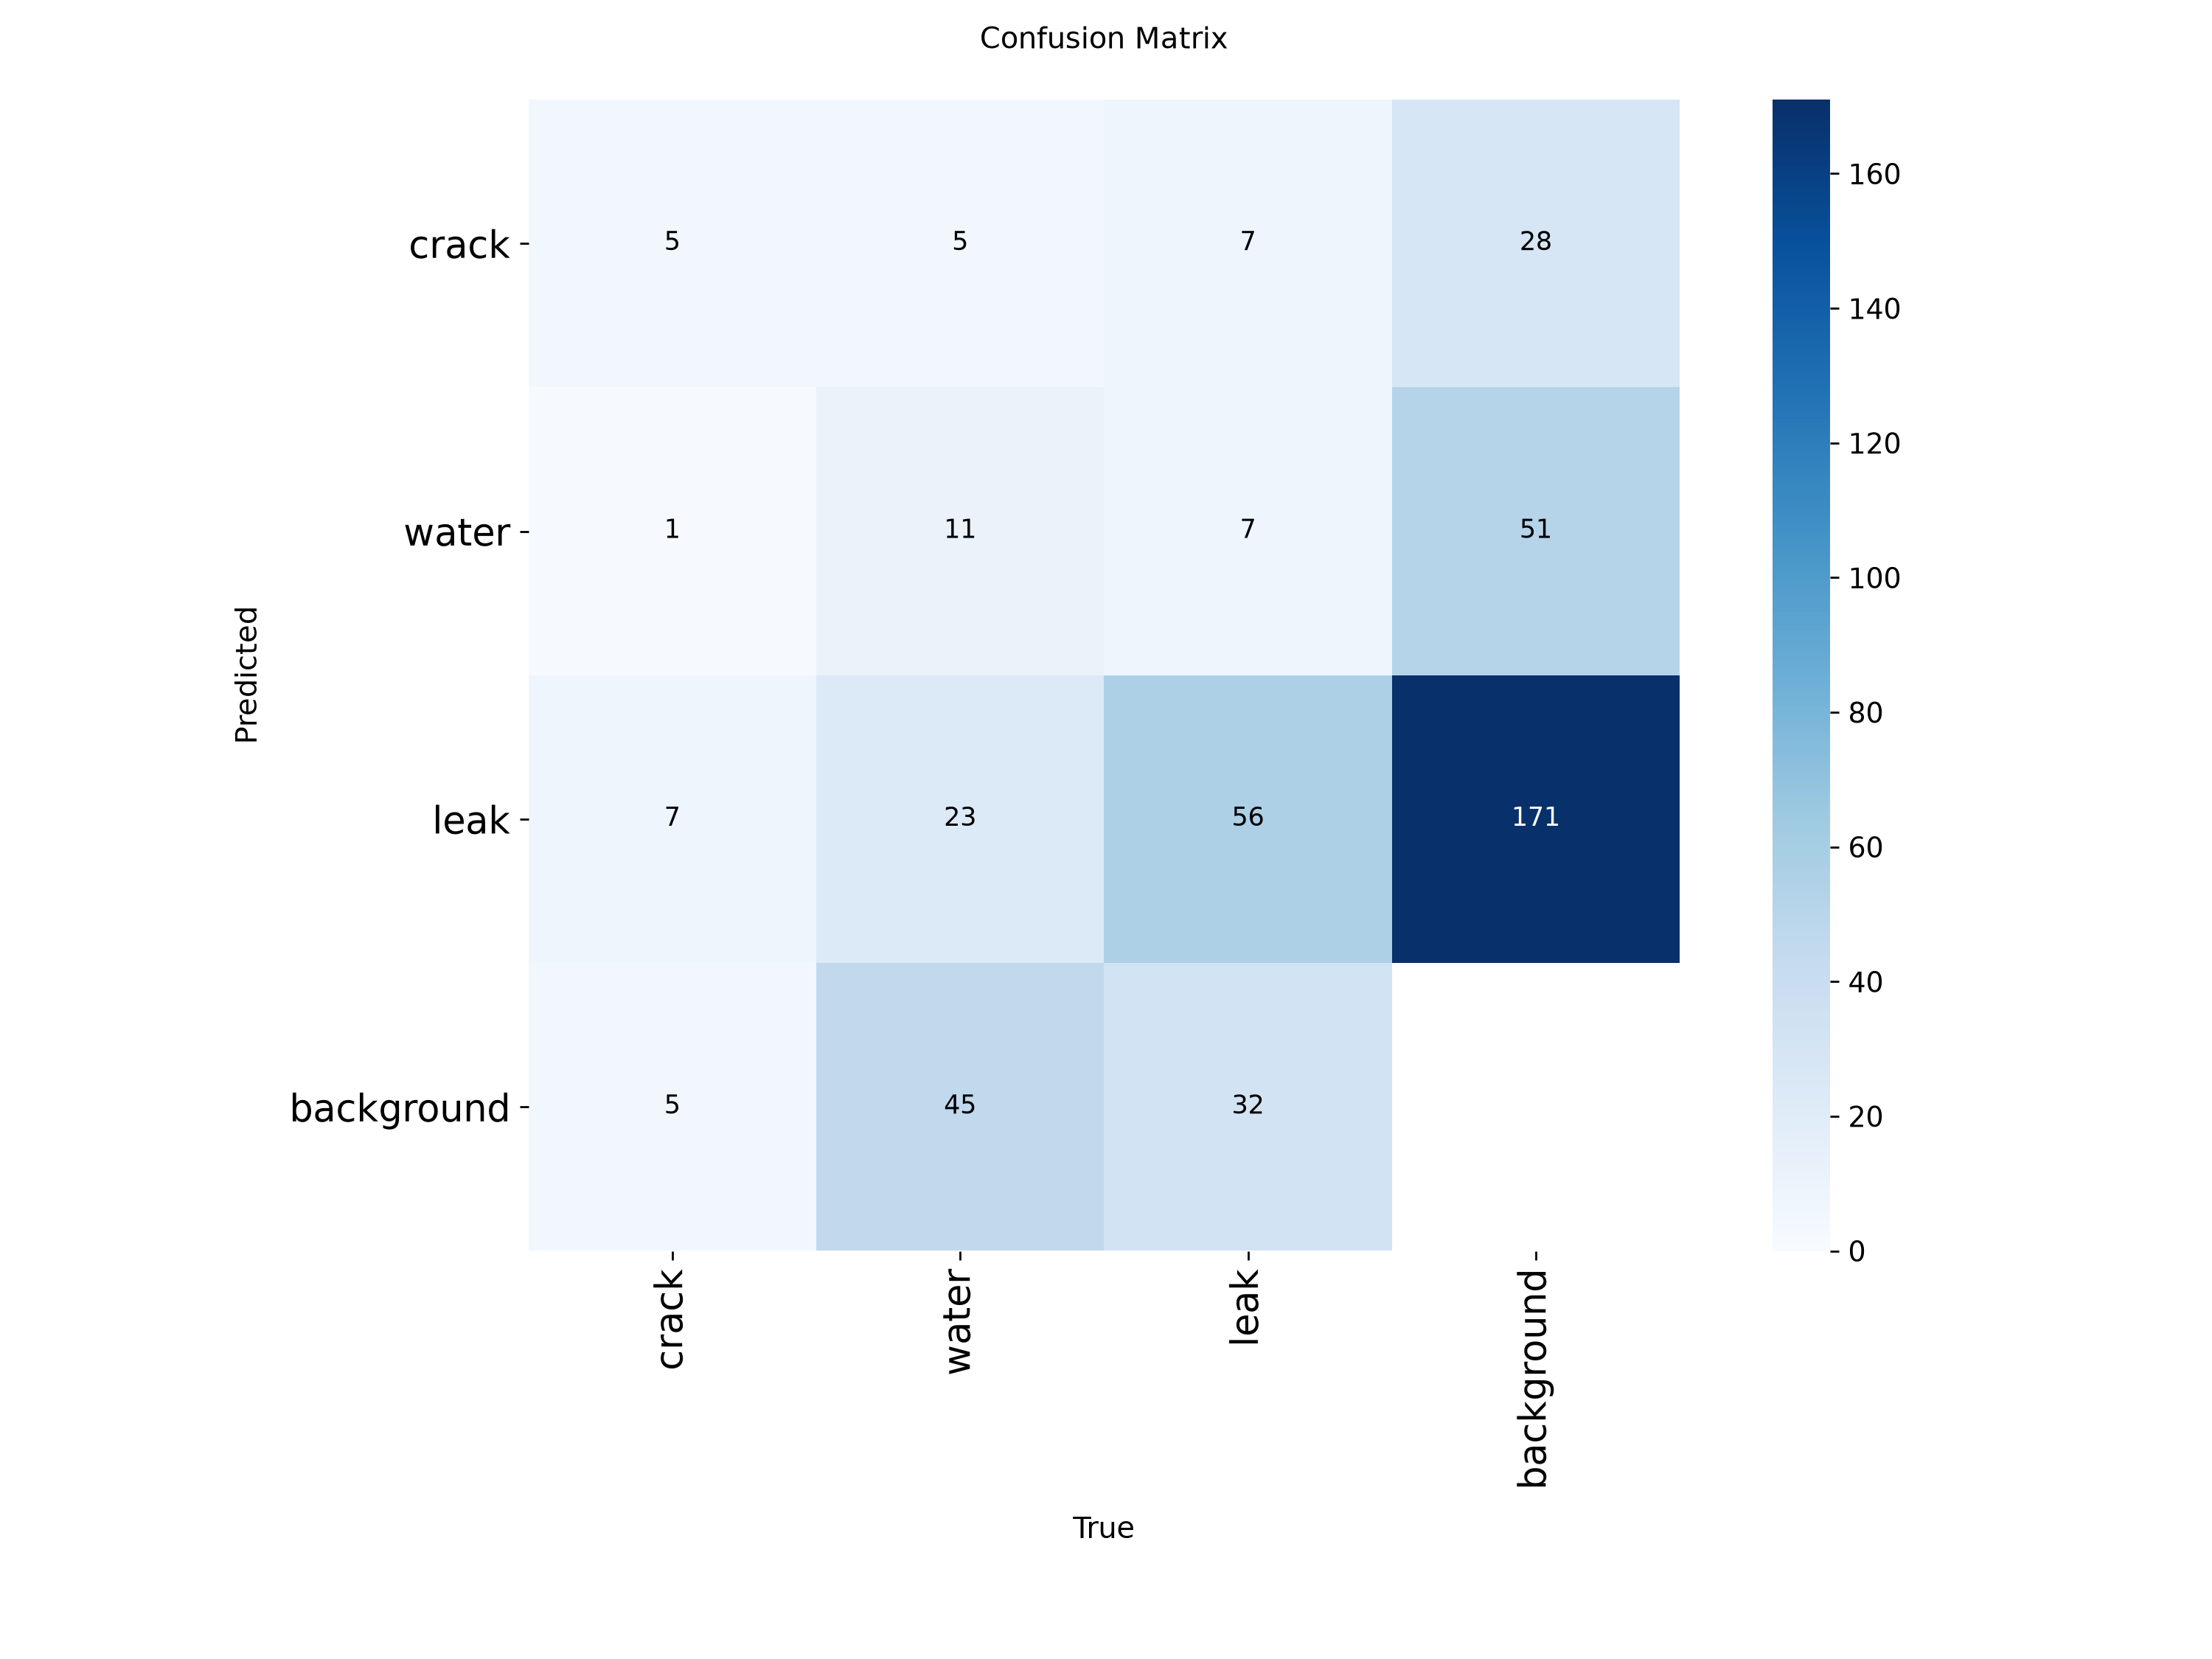 Confusion Matrix
crack 5 5 7 28
water 1 11 7 51
leak 7 23 56 171
background 5 45 32
crack water leak background
Predicted
True
160
140
120
100
80
60
40
20
0